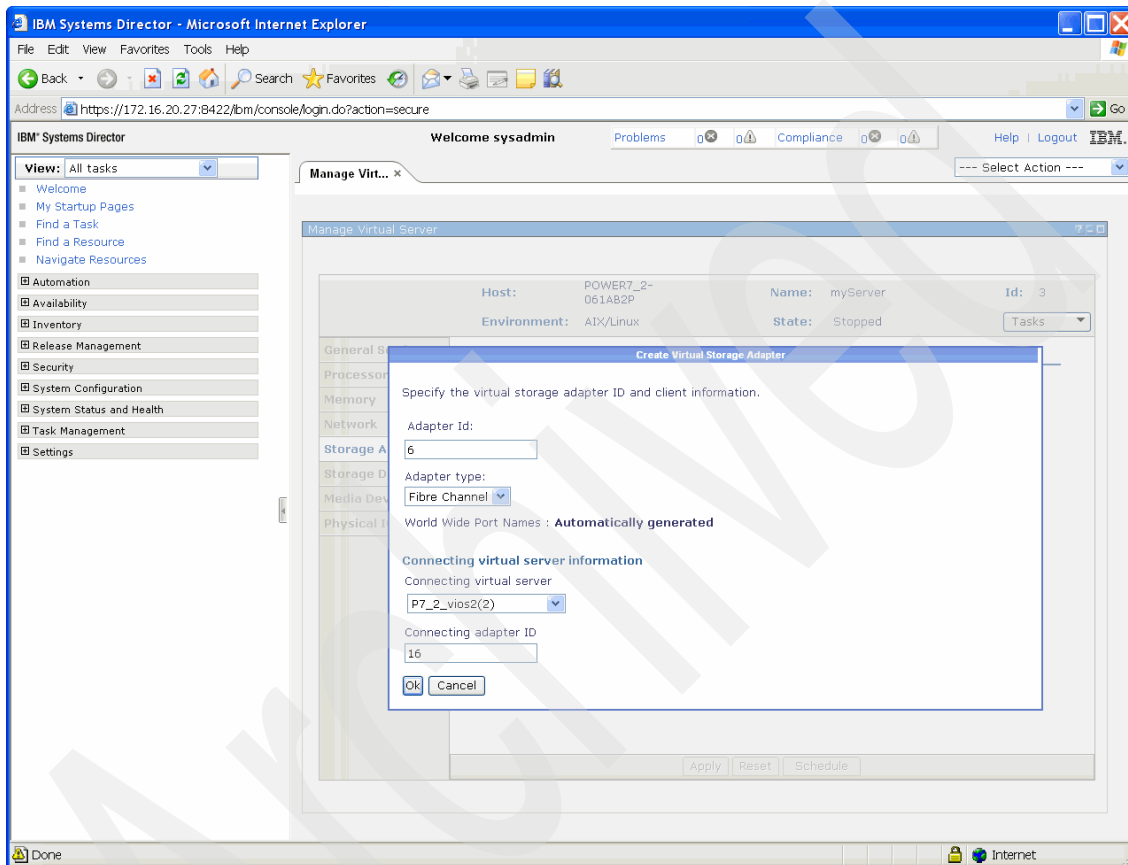 IBM Systems Director - Microsoft Internet Explorer
File Edit View Favorites Tools Help
Back Search Favorites
Address https://172.16.20.27:8422/ibm/console/login.do?action=secure Go
IBM® Systems Director Welcome sysadmin Problems 0 0 Compliance 0 0 Help | Logout IBM.
View: All tasks
Manage Virt... × --- Select Action ---
Welcome
My Startup Pages
Find a Task
Find a Resource
Navigate Resources
Automation
Availability
Inventory
Release Management
Security
System Configuration
System Status and Health
Task Management
Settings
Manage Virtual Server
Host: POWER7_2-
061AB2P
Name: myServer Id: 3
Environment: AIX/Linux State: Stopped Tasks
General S
Processor
Memory
Network
Storage A
Storage D
Media Dev
Physical I
Create Virtual Storage Adapter
Specify the virtual storage adapter ID and client information.
Adapter Id:
6
Adapter type:
Fibre Channel
World Wide Port Names : Automatically generated
Connecting virtual server information
Connecting virtual server
P7_2_vios2(2)
Connecting adapter ID
16
Ok Cancel
Apply Reset Schedule
Done Internet
Archived